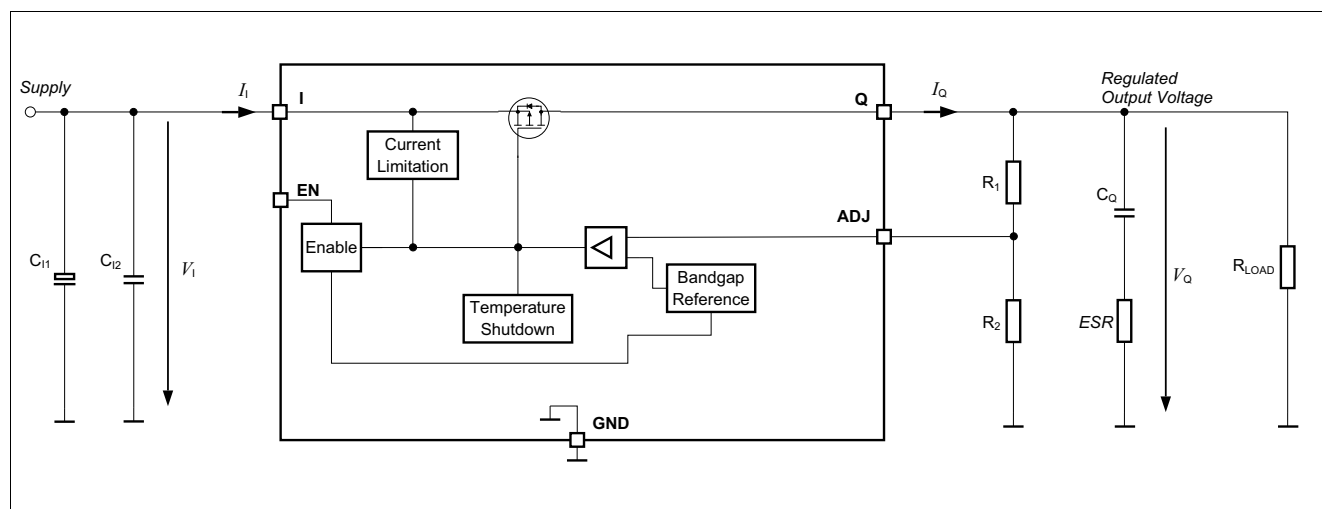 Supply
I_I
I
Q
I_Q
Regulated
Output Voltage
Current
Limitation
R_1
EN
C_Q
ADJ
Enable
C_I1
C_I2
V_I
Bandgap
Reference
V_Q
R_LOAD
Temperature
Shutdown
R_2
ESR
GND